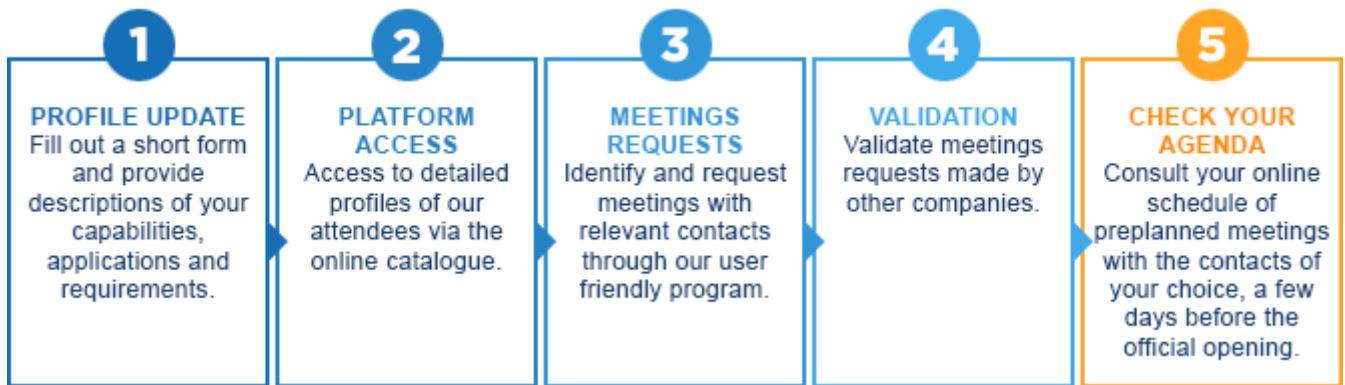 1
PROFILE UPDATE
Fill out a short form
and provide
descriptions of your
capabilities,
applications and
requirements.
2
PLATFORM
ACCESS
Access to detailed
profiles of our
attendees via the
online catalogue.
3
MEETINGS
REQUESTS
Identify and request
meetings with
relevant contacts
through our user
friendly program.
4
VALIDATION
Validate meetings
requests made by
other companies.
5
CHECK YOUR
AGENDA
Consult your online
schedule of
preplanned meetings
with the contacts of
your choice, a few
days before the
official opening.